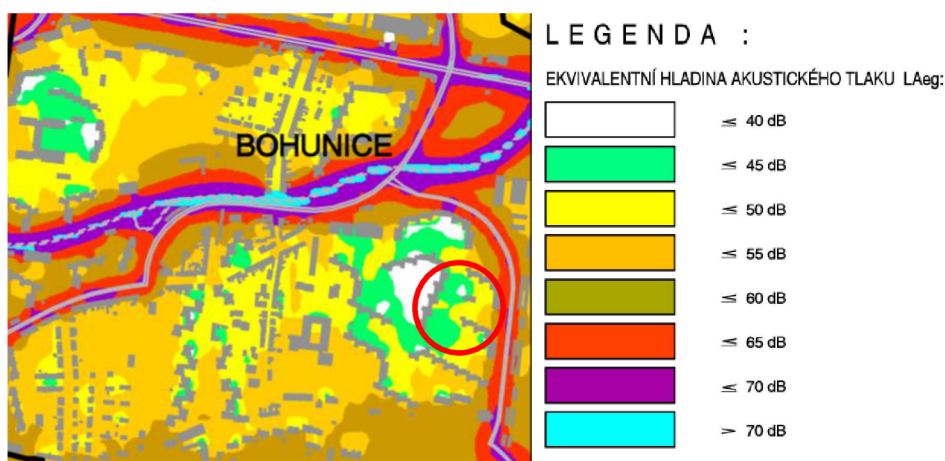 BOHUNICE
LEGENDA :
EKVIVALENTNÍ HLADINA AKUSTICKÉHO TLAKU LAeg:
≤ 40 dB
≤ 45 dB
≤ 50 dB
≤ 55 dB
≤ 60 dB
≤ 65 dB
≤ 70 dB
> 70 dB